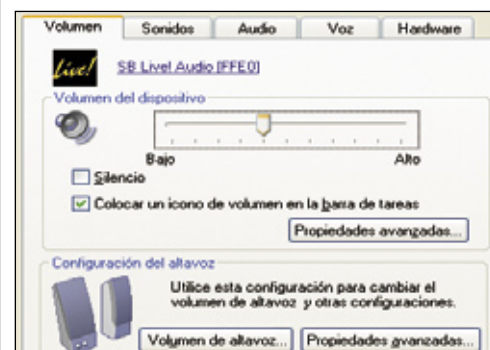 Volumen Sonidos Audio Voz Hardware
Live! SB Live! Audio [FFE0]
Volumen del dispositivo
Bajo Alto
Silencio
Colocar un icono de volumen en la barra de tareas
Propiedades avanzadas...
Configuración del altavoz
Utilice esta configuración para cambiar el
volumen de altavoz y otras configuraciones.
Volumen de altavoz... Propiedades avanzadas...